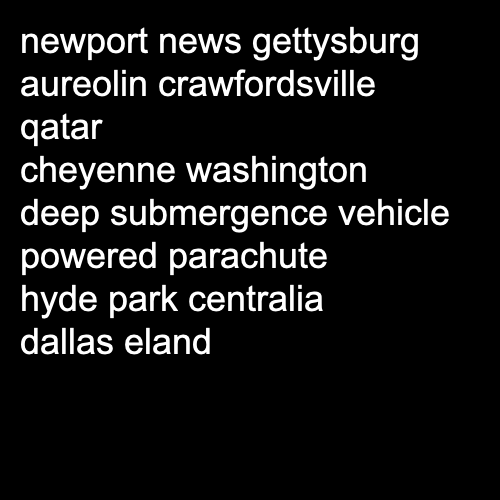 newport news gettysburg
aureolin crawfordsville
qatar
cheyenne washington
deep submergence vehicle
powered parachute
hyde park centralia
dallas eland